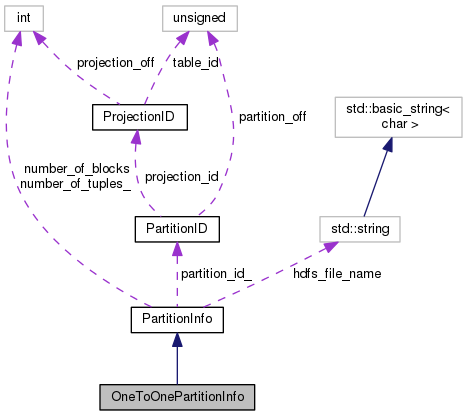 int
unsigned
projection_off
table_id
ProjectionID
std::basic_string<
char >
partition_off
number_of_blocks
number_of_tuples_
projection_id
PartitionID
std::string
partition_id_
hdfs_file_name
PartitionInfo
OneToOnePartitionInfo